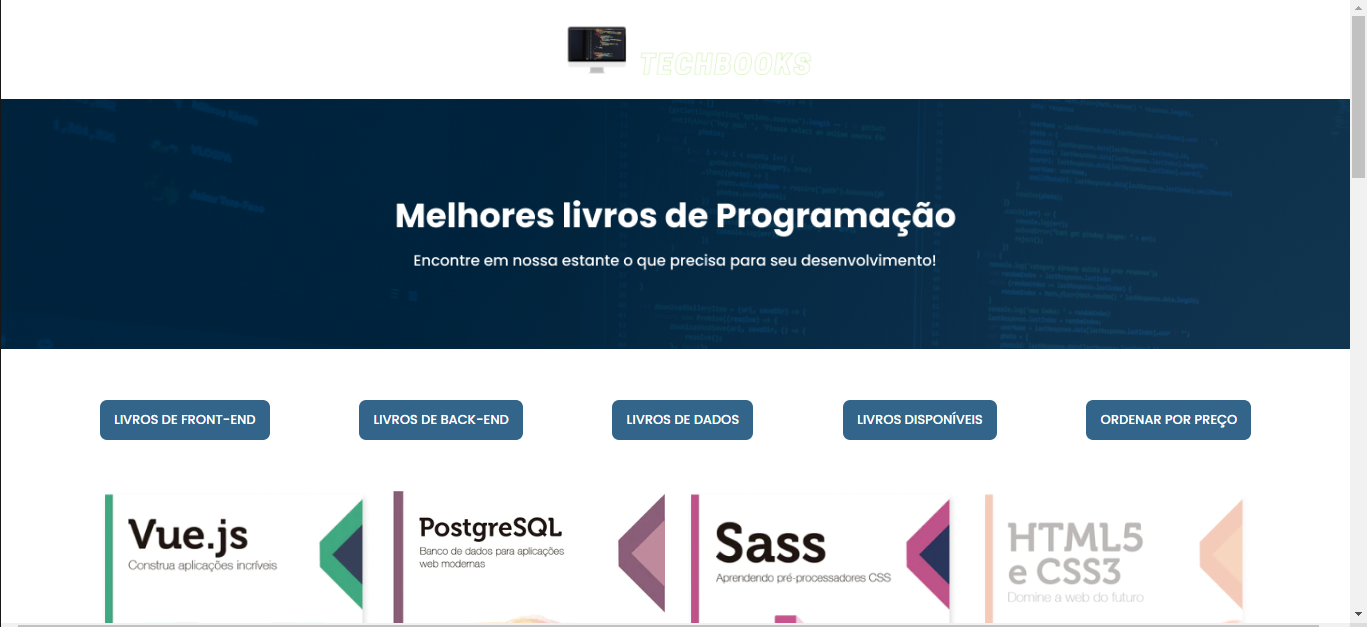 TECHBOOKS
Melhores livros de Programação
Encontre em nossa estante o que precisa para seu desenvolvimento!
LIVROS DE FRONT-END
LIVROS DE BACK-END
LIVROS DE DADOS
LIVROS DISPONÍVEIS
ORDENAR POR PREÇO
Vue.js
Construa aplicações incríveis
PostgreSQL
Banco de dados para aplicações
web modernas
Sass
Aprendendo pré-processadores CSS
HTML5
e CSS3
Domine a web do futuro